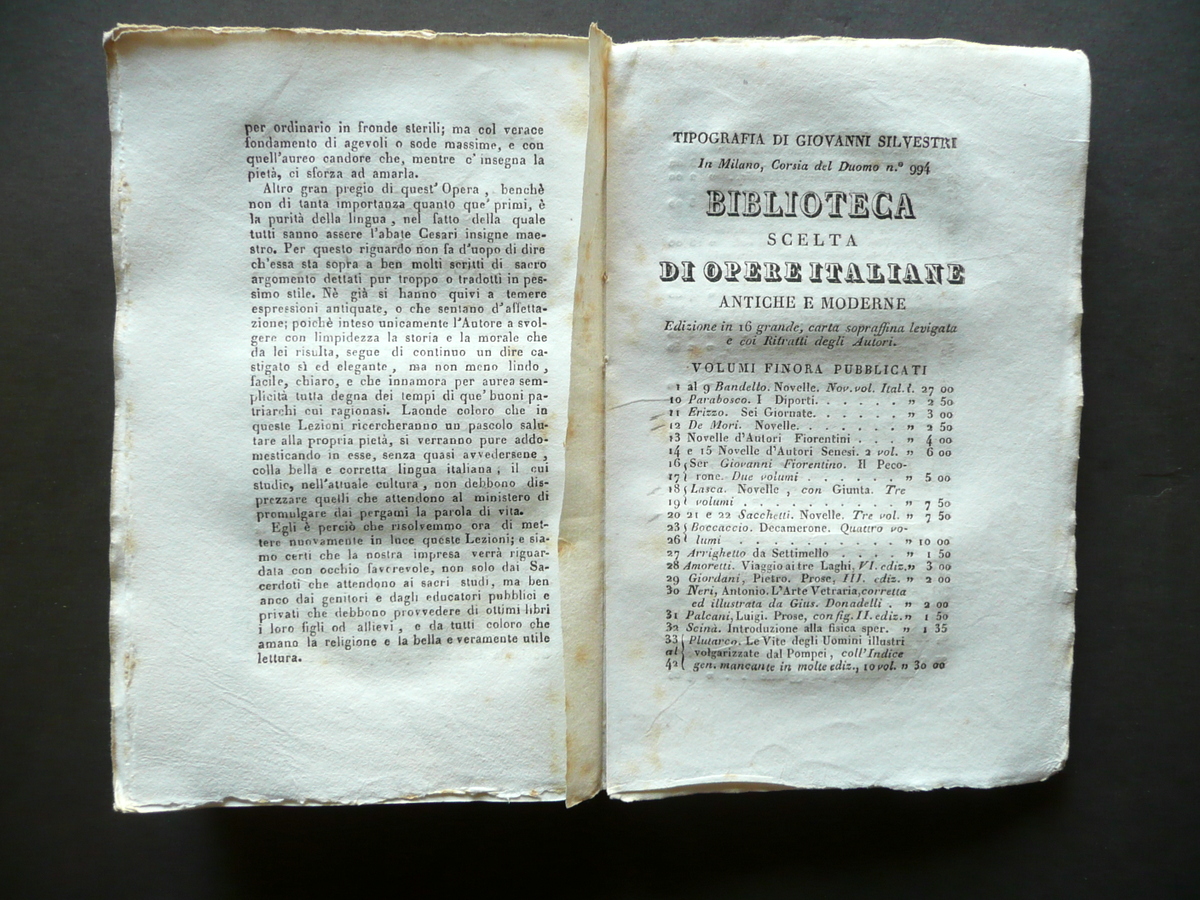 per ordinario in fronde sterili; ma col verace
fondamento di agevoli o sode massime, e con
quell'aureo candore che, mentre c'insegna la
pietà, ci sforza ad amarla.
Altro gran pregio di quest'Opera, benchè
non di tanta importanza quanto que' primi, è
la purità della lingua, nel fatto della quale
tutti sanno assere l'abate Cesari insigne mae-
stro. Per questo riguardo non fa d'uopo di dire
ch'essa sta sopra a ben molti scritti di sacro
argomento dettati pur troppo o tradotti in pes-
simo stile. Nè già si hanno quivi a temere
espressioni antiquate, o che sentano d'affetta-
zione; poichè inteso unicamente l'Autore a svol-
gere con limpidezza la storia e la morale che
da lei risulta, segue di continuo un dire ca-
stigato sì ed elegante, ma non meno lindo,
facile, chiaro, e che innamora per aurea sem-
plicità tutta degna dei tempi di que' buoni pa-
triarchi cui ragionasi. Laonde coloro che in
queste Lezioni ricercheranno un pascolo salu-
tare alla propria pietà, si verranno pure addo-
mesticando in esse, senza quasi avvedersene,
colla bella e corretta lingua italiana; il cui
studio, nell'attuale cultura, non debbono dis-
prezzare quelli che attendono al ministero di
promulgare dai pergami la parola di vita.
Egli è perciò che risolvemmo ora di met-
tere nuovamente in luce queste Lezioni; e sia-
mo certi che la nostra impresa verrà riguar-
data con occhio favorevole, non solo dai Sa-
cerdoti che attendono ai sacri studi, ma ben
anco dai genitori e dagli educatori pubblici e
privati che debbono provvedere di ottimi libri
i loro figli od allievi, e da tutti coloro che
amano la religione e la bella e veramente utile
lettura.
TIPOGRAFIA DI GIOVANNI SILVESTRI
In Milano, Corsia del Duomo n.° 994
BIBLIOTECA
SCELTA
DI OPERE ITALIANE
ANTICHE E MODERNE
Edizione in 16 grande, carta sopraffina levigata
e coi Ritratti degli Autori.
VOLUMI FINORA PUBBLICATI
1 al 9 Bandello. Novelle. Nov. vol. Ital. l. 27 00
10 Parabosco. I Diporti. . . . . . . " 2 50
11 Erizzo. Sei Giornate. . . . . . . " 3 00
12 De Mori. Novelle. . . . . . . . " 2 50
13 Novelle d'Autori Fiorentini . . . " 4 00
14 e 15 Novelle d'Autori Senesi. 2 vol. " 6 00
16 Ser Giovanni Fiorentino. Il Peco-
17 rone. Due volumi . . . . . . " 5 00
18 Lasca. Novelle, con Giunta. Tre
19 volumi . . . . . . . . . . " 7 50
20 21 e 22 Sacchetti. Novelle. Tre vol. " 7 50
23 Boccaccio. Decamerone. Quattro vo-
26 lumi . . . . . . . . . . . " 10 00
27 Arrighetto da Settimello . . . . " 1 50
28 Amoretti. Viaggio ai tre Laghi, VI. ediz. " 3 00
29 Giordani, Pietro. Prose, III. ediz. " 2 00
30 Neri, Antonio. L'Arte Vetraria, corretta
ed illustrata da Gius. Donadelli . " 2 00
31 Palcani, Luigi. Prose, con fig. II. ediz. " 1 50
32 Scinà. Introduzione alla fisica sper. " 1 35
33 Plutarco. Le Vite degli Uomini illustri
al volgarizzate dal Pompei, coll'Indice
42 gen. mancante in molte ediz., 10 vol. " 30 00